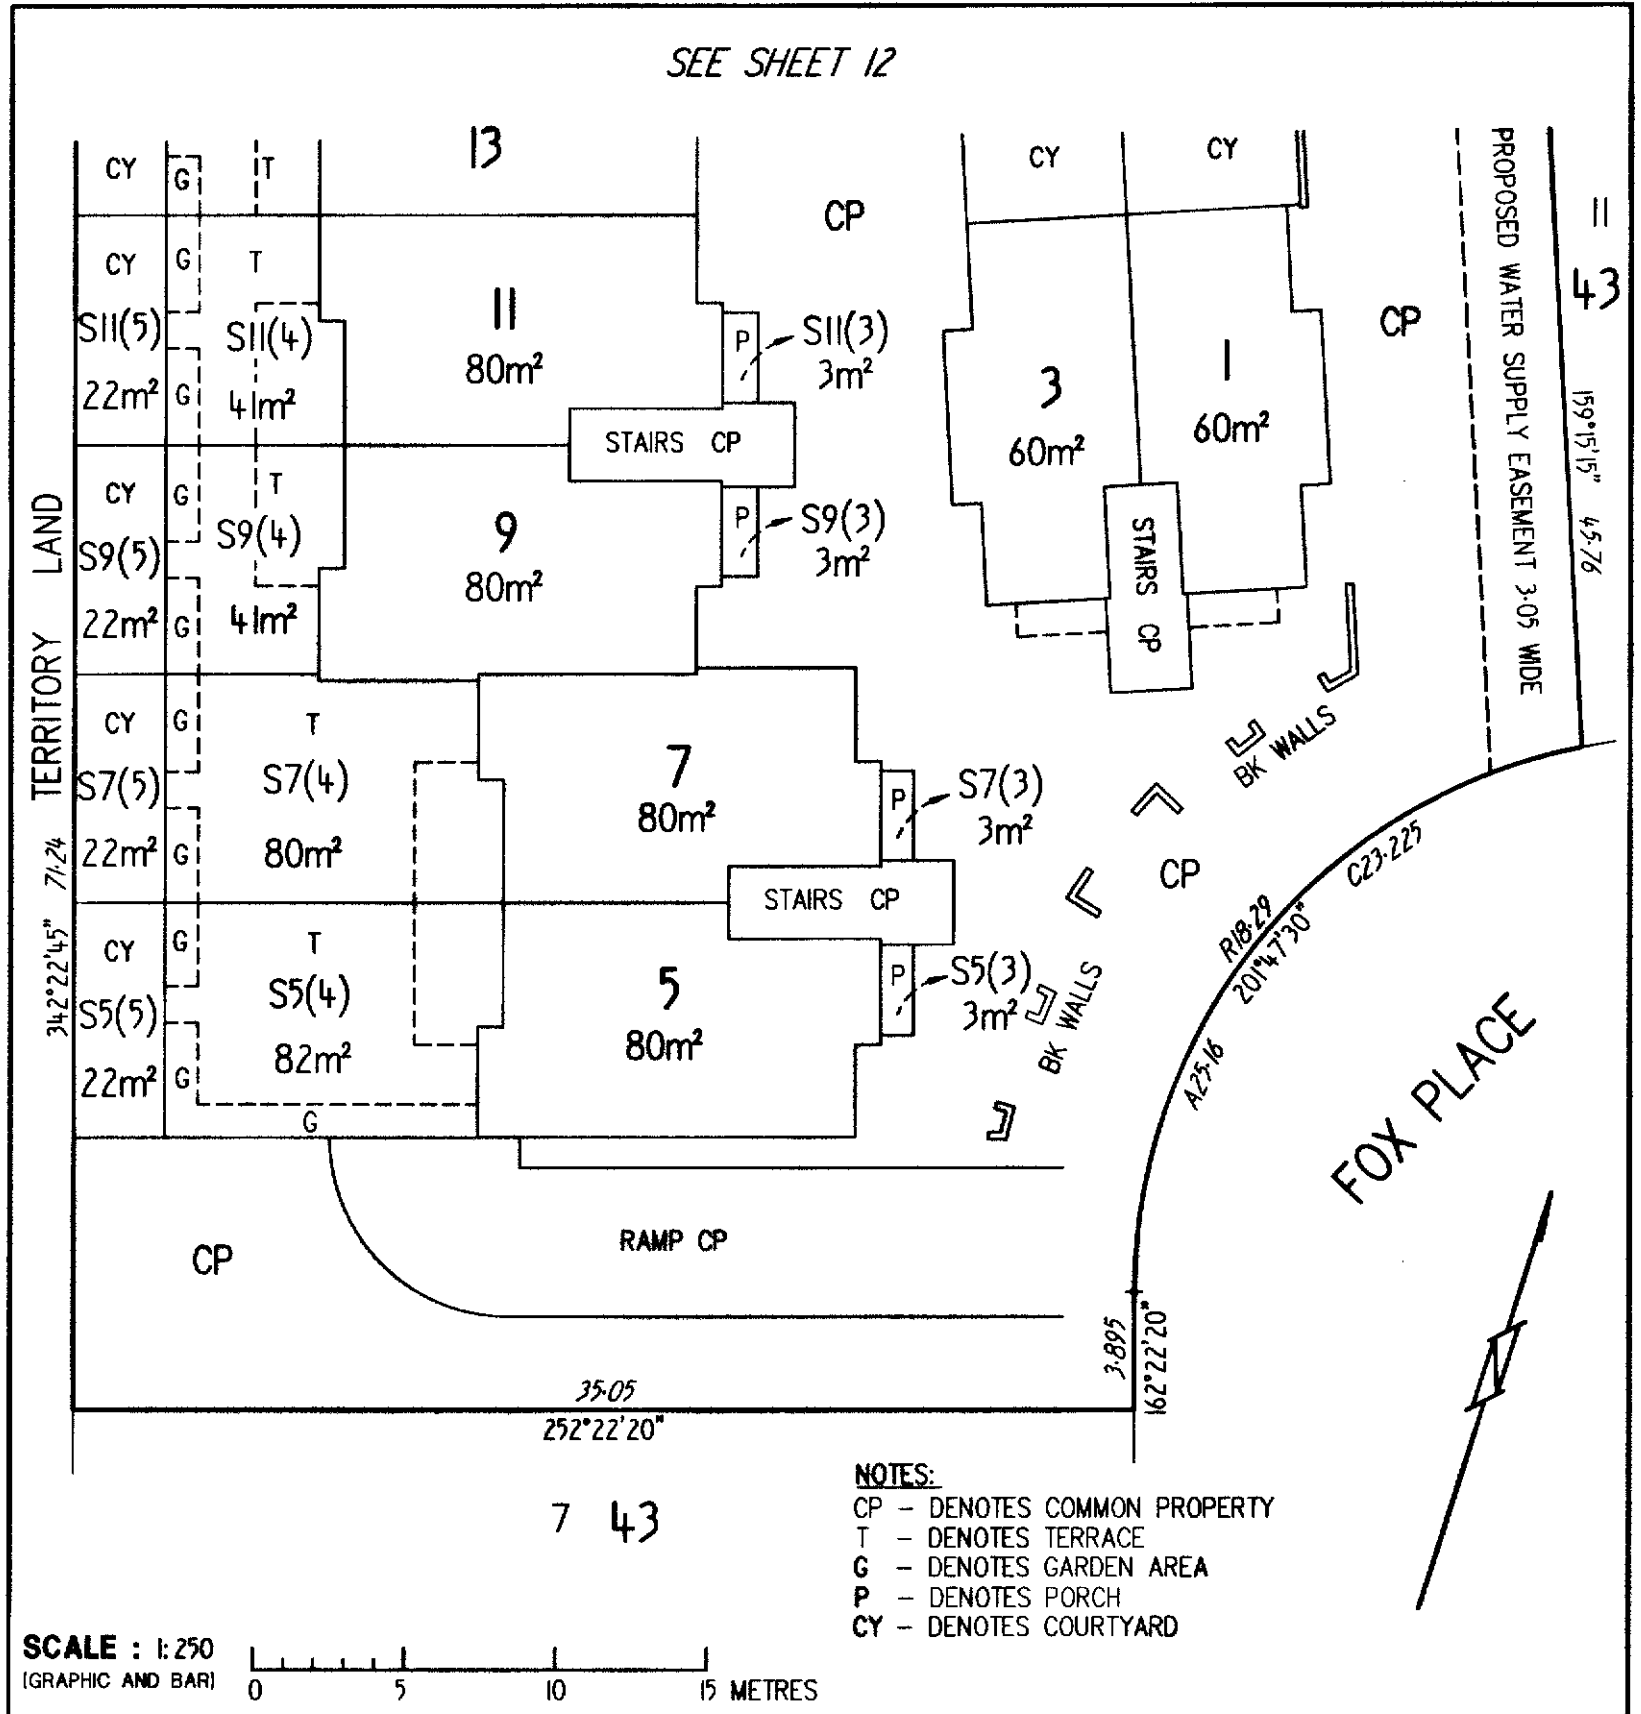 SEE SHEET 12
CY
G
T
13
CP
CY
CY
PROPOSED WATER SUPPLY EASEMENT 3·05 WIDE
11
43
159°15'15" 45·76
CY
G
T
S11(5)
S11(4)
22m²
G
41m²
11
80m²
P
S11(3)
3m²
STAIRS CP
3
60m²
1
60m²
CP
STAIRS CP
CY
G
T
S9(5)
S9(4)
22m²
G
41m²
9
80m²
P
S9(3)
3m²
TERRITORY LAND
342°22'45" 71·24
CY
G
T
S7(5)
S7(4)
22m²
G
80m²
7
80m²
P
S7(3)
3m²
STAIRS CP
BK WALLS
CP
CY
G
T
S5(5)
S5(4)
22m²
G
82m²
G
5
80m²
P
S5(3)
3m²
BK WALLS
C23·225
R18·29
201°47'30"
A25·16
FOX PLACE
CP
RAMP CP
3·895
162°22'20"
35·05
252°22'20"
N
7 43
NOTES:
CP – DENOTES COMMON PROPERTY
T – DENOTES TERRACE
G – DENOTES GARDEN AREA
P – DENOTES PORCH
CY – DENOTES COURTYARD
SCALE : 1:250
(GRAPHIC AND BAR)
0 5 10 15 METRES